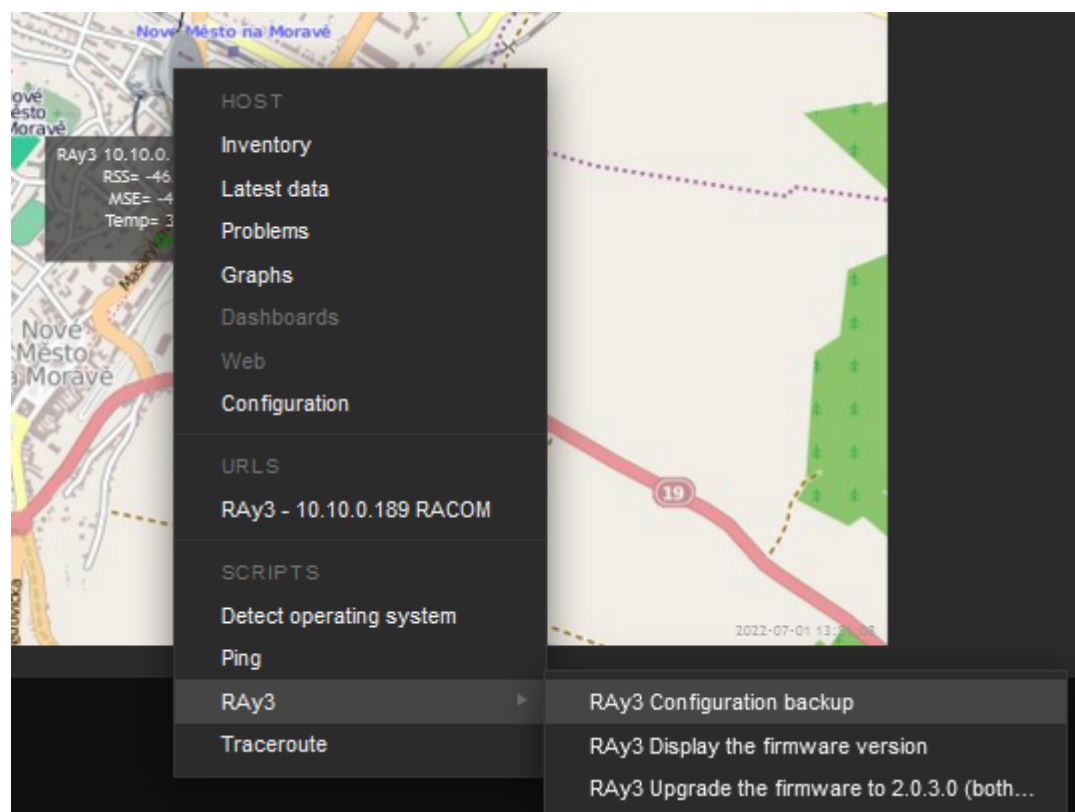 Nové Město na Moravě
ové
ěsto
Moravě
RAy3 10.10.0.
RSS= -46
MSE= -4
Temp= 3
Nové
Město
a Moravě
HOST
Inventory
Latest data
Problems
Graphs
Dashboards
Web
Configuration
URLS
RAy3 - 10.10.0.189 RACOM
19
SCRIPTS
Detect operating system
Ping
RAy3
Traceroute
2022-07-01 13:
RAy3 Configuration backup
RAy3 Display the firmware version
RAy3 Upgrade the firmware to 2.0.3.0 (both...